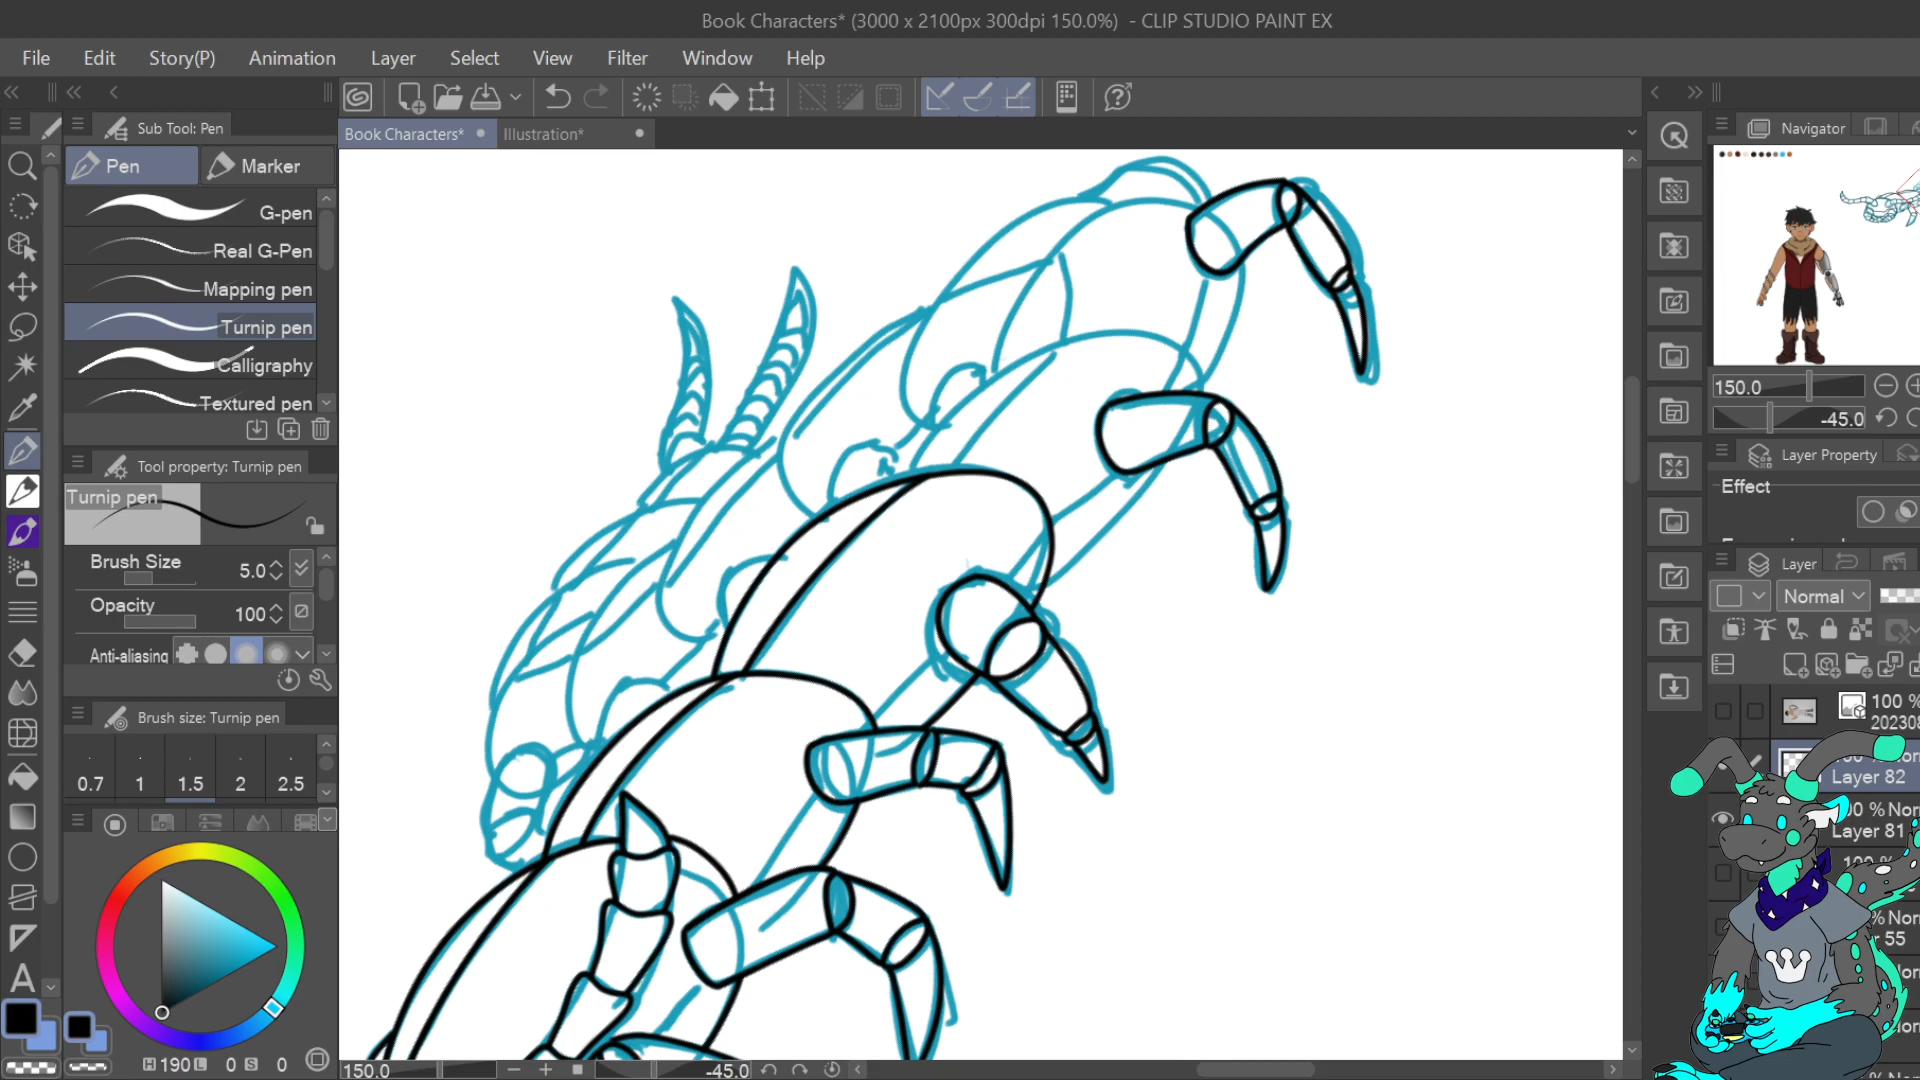 Book Characters* (3000 x 2100px 300dpi 150.0%) - CLIP STUDIO PAINT EX
File Edit Story(P) Animation Layer Select View Filter Window Help
Sub Tool: Pen
Book Characters* Illustration*
Navigator
Pen Marker
G-pen
Real G-Pen
Mapping pen
Turnip pen
Calligraphy
Textured pen
150.0
-45.0
Layer Property
Effect
Tool property: Turnip pen
Turnip pen
Brush Size 5.0
Opacity 100
Anti-aliasing
Layer
Normal
100 %
202308
Layer 82
Layer 81
55
Brush size: Turnip pen
0.7 1 1.5 2 2.5
H 190 L 0 S 0
150.0 -45.0